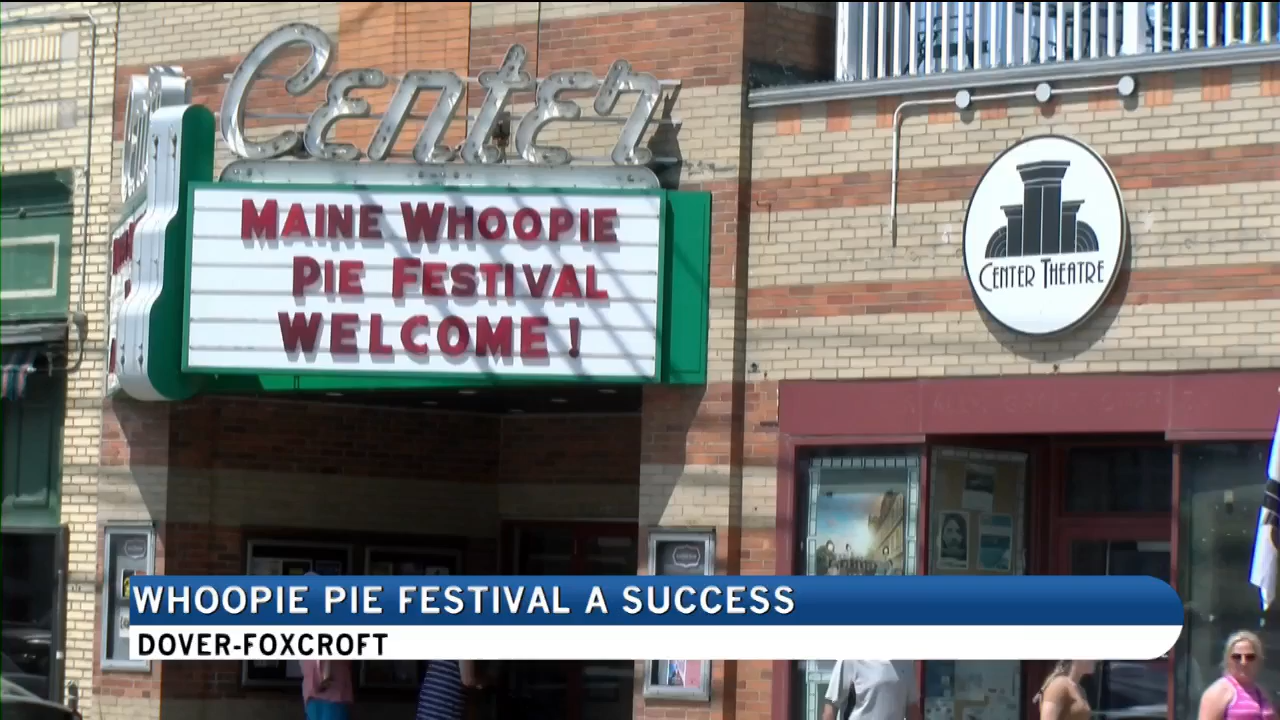 Center
MAINE WHOOPIE
PIE FESTIVAL
WELCOME!
CENTER THEATRE
WHOOPIE PIE FESTIVAL A SUCCESS
DOVER-FOXCROFT